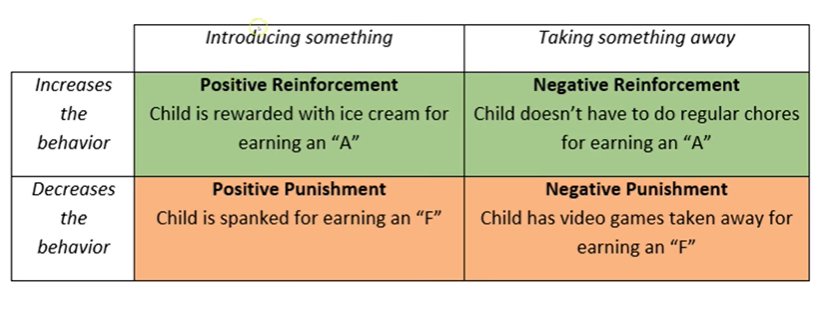 Introducing something
Taking something away
Increases
the
behavior
Positive Reinforcement
Child is rewarded with ice cream for
earning an “A”
Negative Reinforcement
Child doesn’t have to do regular chores
for earning an “A”
Decreases
the
behavior
Positive Punishment
Child is spanked for earning an “F”
Negative Punishment
Child has video games taken away for
earning an “F”